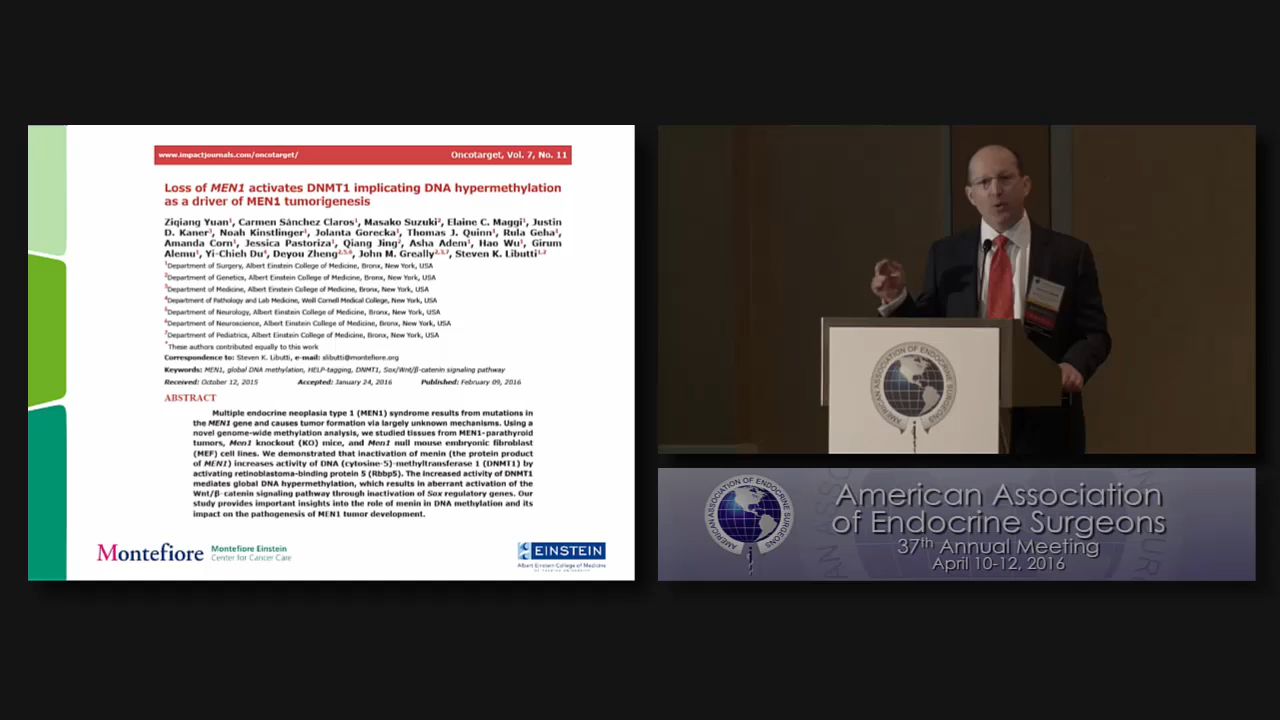 www.impactjournals.com/oncotarget/
Oncotarget, Vol. 7, No. 11
Loss of MEN1 activates DNMT1 implicating DNA hypermethylation
as a driver of MEN1 tumorigenesis
Ziqiang Yuan1, Carmen Sánchez Claros1, Masako Suzuki2, Elaine C. Maggi1, Justin
D. Kaner3, Noah Kinstlinger1, Jolanta Gorecka1, Thomas J. Quinn1, Rula Geha1,
Amanda Corn1, Jessica Pastoriza1, Qiang Jing2, Asha Adem1, Hao Wu1, Girum
Alemu1, Yi-Chieh Du4, Deyou Zheng2,5,6, John M. Greally2,3,7, Steven K. Libutti1,2
1Department of Surgery, Albert Einstein College of Medicine, Bronx, New York, USA
2Department of Genetics, Albert Einstein College of Medicine, Bronx, New York, USA
3Department of Medicine, Albert Einstein College of Medicine, Bronx, New York, USA
4Department of Pathology and Lab Medicine, Weill Cornell Medical College, New York, USA
5Department of Neurology, Albert Einstein College of Medicine, Bronx, New York, USA
6Department of Neuroscience, Albert Einstein College of Medicine, Bronx, New York, USA
7Department of Pediatrics, Albert Einstein College of Medicine, Bronx, New York, USA
*These authors contributed equally to this work
Correspondence to: Steven K. Libutti, e-mail: slibutti@montefiore.org
Keywords: MEN1, global DNA methylation, HELP-tagging, DNMT1, Sox/Wnt/β-catenin signaling pathway
Received: October 12, 2015 Accepted: January 24, 2016 Published: February 09, 2016
ABSTRACT
Multiple endocrine neoplasia type 1 (MEN1) syndrome results from mutations in
the MEN1 gene and causes tumor formation via largely unknown mechanisms. Using a
novel genome-wide methylation analysis, we studied tissues from MEN1-parathyroid
tumors, Men1 knockout (KO) mice, and Men1 null mouse embryonic fibroblast
(MEF) cell lines. We demonstrated that inactivation of menin (the protein product
of MEN1) increases activity of DNA (cytosine-5)-methyltransferase 1 (DNMT1) by
activating retinoblastoma-binding protein 5 (Rbbp5). The increased activity of DNMT1
mediates global DNA hypermethylation, which results in aberrant activation of the
Wnt/β-catenin signaling pathway through inactivation of Sox regulatory genes. Our
study provides important insights into the role of menin in DNA methylation and its
impact on the pathogenesis of MEN1 tumor development.
Montefiore
Montefiore Einstein
Center for Cancer Care
EINSTEIN
Albert Einstein College of Medicine
OF YESHIVA UNIVERSITY
AMERICAN ASSOCIATION OF ENDOCRINE SURGEONS
AMERICAN ASSOCIATION OF ENDOCRINE SURGEONS
American Association
of Endocrine Surgeons
37th Annual Meeting
April 10-12, 2016